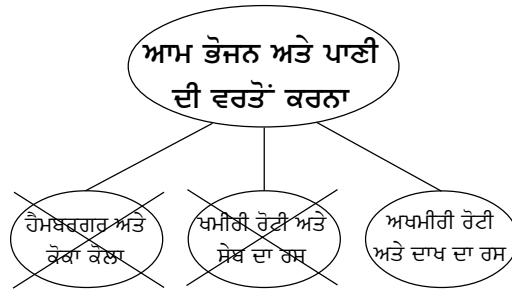 ਆਮ ਭੋਜਨ ਅਤੇ ਪਾਣੀ
ਦੀ ਵਰਤੋਂ ਕਰਨਾ
ਹੈਮਬਰਗਰ ਅਤੇ
ਕੋਕਾ ਕੋਲਾ
ਖਮੀਰੀ ਰੋਟੀ ਅਤੇ
ਸੇਬ ਦਾ ਰਸ
ਅਖਮੀਰੀ ਰੋਟੀ
ਅਤੇ ਦਾਖ ਦਾ ਰਸ